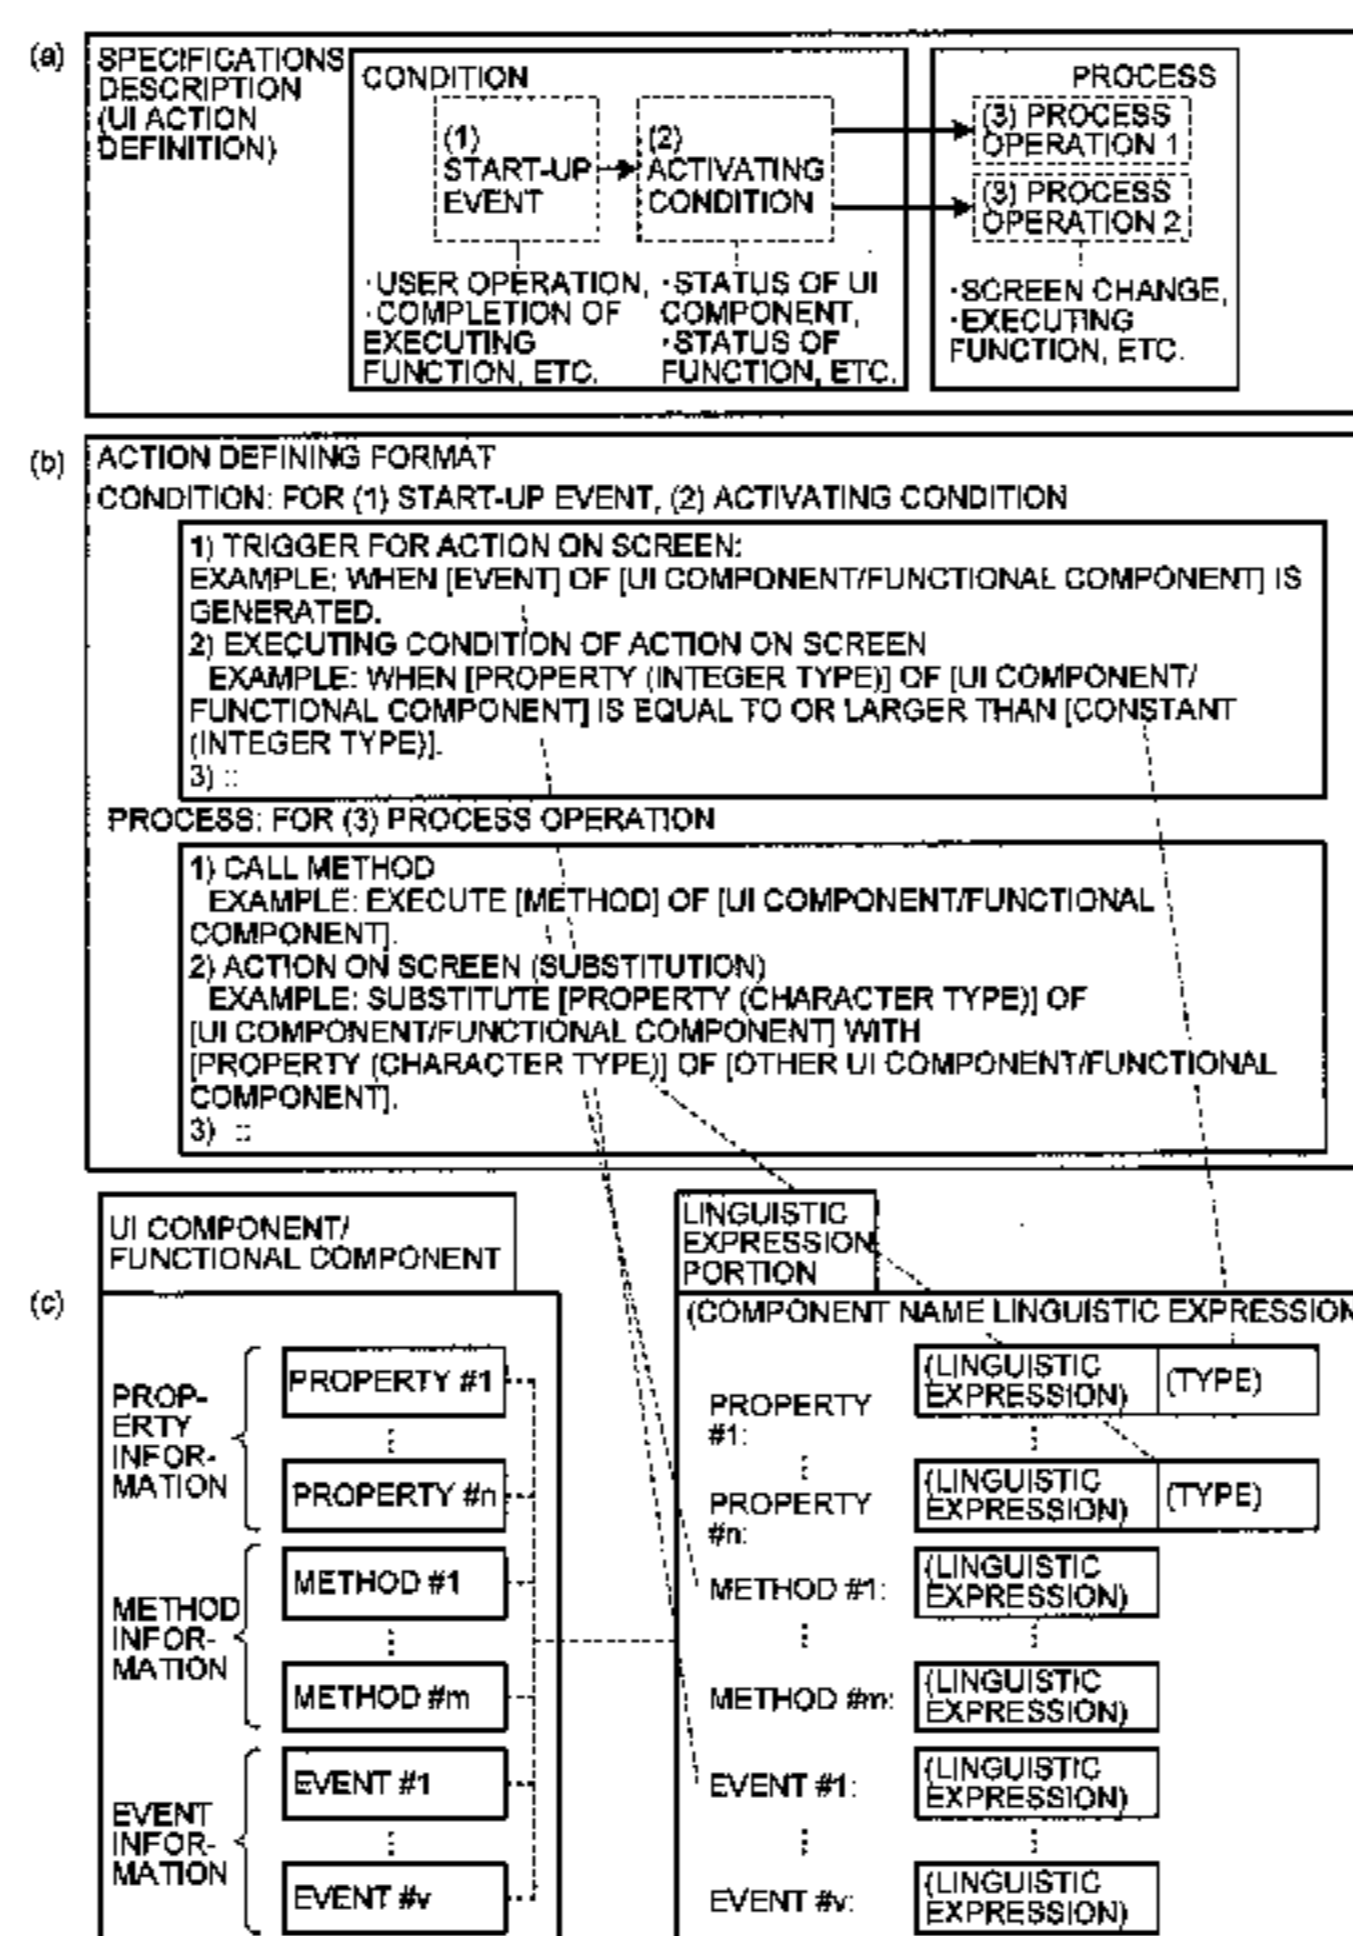 (a)
SPECIFICATIONS
DESCRIPTION
(UI ACTION
DEFINITION)
CONDITION
(1)
START-UP
EVENT
(2)
ACTIVATING
CONDITION
·USER OPERATION,
·COMPLETION OF
EXECUTING
FUNCTION, ETC.
·STATUS OF UI
COMPONENT,
·STATUS OF
FUNCTION, ETC.
PROCESS
(3) PROCESS
OPERATION 1
(3) PROCESS
OPERATION 2
·SCREEN CHANGE,
·EXECUTING
FUNCTION, ETC.
(b)
ACTION DEFINING FORMAT
CONDITION: FOR (1) START-UP EVENT, (2) ACTIVATING CONDITION
1) TRIGGER FOR ACTION ON SCREEN:
EXAMPLE; WHEN [EVENT] OF [UI COMPONENT/FUNCTIONAL COMPONENT] IS
GENERATED.
2) EXECUTING CONDITION OF ACTION ON SCREEN
EXAMPLE: WHEN [PROPERTY (INTEGER TYPE)] OF [UI COMPONENT/
FUNCTIONAL COMPONENT] IS EQUAL TO OR LARGER THAN [CONSTANT
(INTEGER TYPE)].
3) ::
PROCESS: FOR (3) PROCESS OPERATION
1) CALL METHOD
EXAMPLE: EXECUTE [METHOD] OF [UI COMPONENT/FUNCTIONAL
COMPONENT].
2) ACTION ON SCREEN (SUBSTITUTION)
EXAMPLE: SUBSTITUTE [PROPERTY (CHARACTER TYPE)] OF
[UI COMPONENT/FUNCTIONAL COMPONENT] WITH
[PROPERTY (CHARACTER TYPE)] OF [OTHER UI COMPONENT/FUNCTIONAL
COMPONENT].
3) ::
(c)
UI COMPONENT/
FUNCTIONAL COMPONENT
PROP-
ERTY
INFOR-
MATION
PROPERTY #1
PROPERTY #n
METHOD
INFOR-
MATION
METHOD #1
METHOD #m
EVENT
INFOR-
MATION
EVENT #1
EVENT #v
LINGUISTIC
EXPRESSION
PORTION
(COMPONENT NAME LINGUISTIC EXPRESSION
PROPERTY
#1:
(LINGUISTIC
EXPRESSION)
(TYPE)
PROPERTY
#n:
(LINGUISTIC
EXPRESSION)
(TYPE)
METHOD #1:
(LINGUISTIC
EXPRESSION)
METHOD #m:
(LINGUISTIC
EXPRESSION)
EVENT #1:
(LINGUISTIC
EXPRESSION)
EVENT #v:
(LINGUISTIC
EXPRESSION)